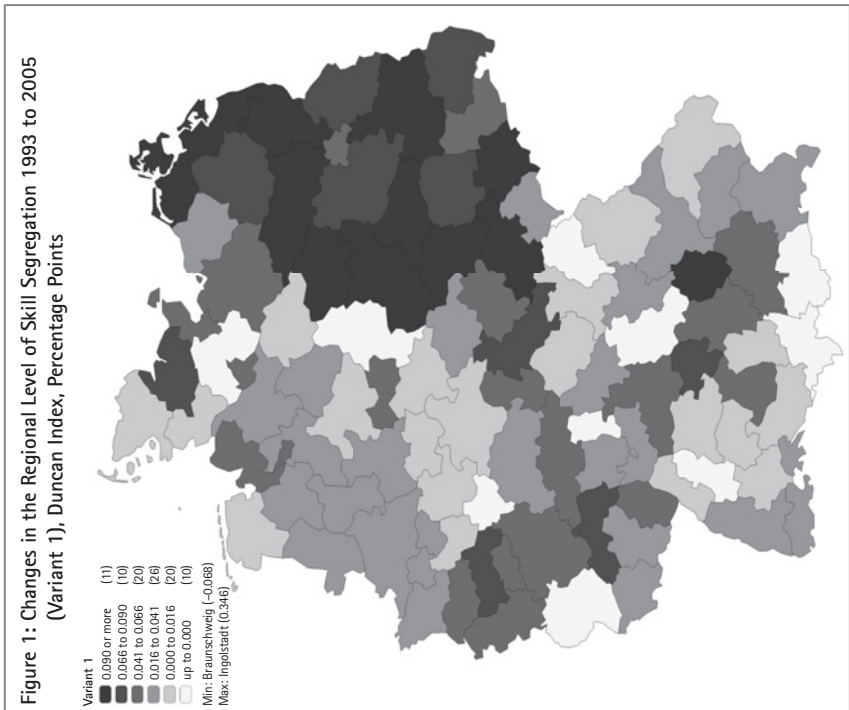 Figure 1: Changes in the Regional Level of Skill Segregation 1993 to 2005
(Variant 1), Duncan Index, Percentage Points
Variant 1
0.090 or more (11)
0.066 to 0.090 (10)
0.041 to 0.066 (20)
0.016 to 0.041 (26)
0.000 to 0.016 (20)
up to 0.000 (10)
Min: Braunschweig (−0.068)
Max: Ingolstadt (0.346)